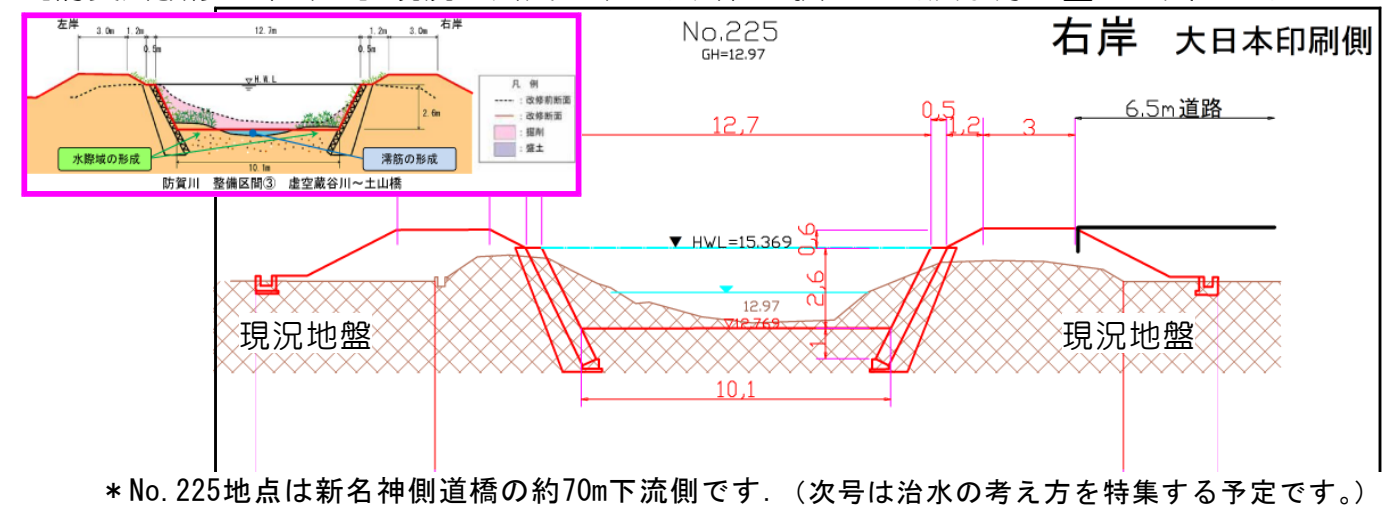 No.225
GH=12.97
右岸 大日本印刷側
左岸
右岸
3.0m 1.2m 12.7m 1.2m 3.0m
0.5m 0.5m
H.W.L
2.6m
水際域の形成
澪筋の形成
10.1m
防賀川 整備区間③ 虚空蔵谷川~土山橋
凡 例
:改修前断面
:改修断面
:掘削
:盛土
12,7
0,5
1,2
3
6.5m道路
HWL=15.369
0,6
2,6
12.97
12.769
1
10,1
現況地盤
現況地盤
*No.225地点は新名神側道橋の約70m下流側です.(次号は治水の考え方を特集する予定です。)